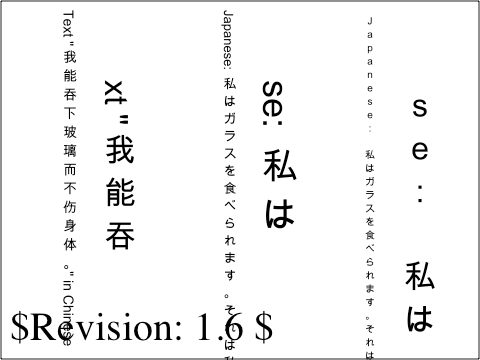 Text "我能吞下玻璃而不伤身体。" in Chinese
xt "我能吞
Japanese: 私はガラスを食べられます。それは私
se: 私は
Japanese: 私はガラスを食べられます。それは
se: 私は
$Revision: 1.6 $